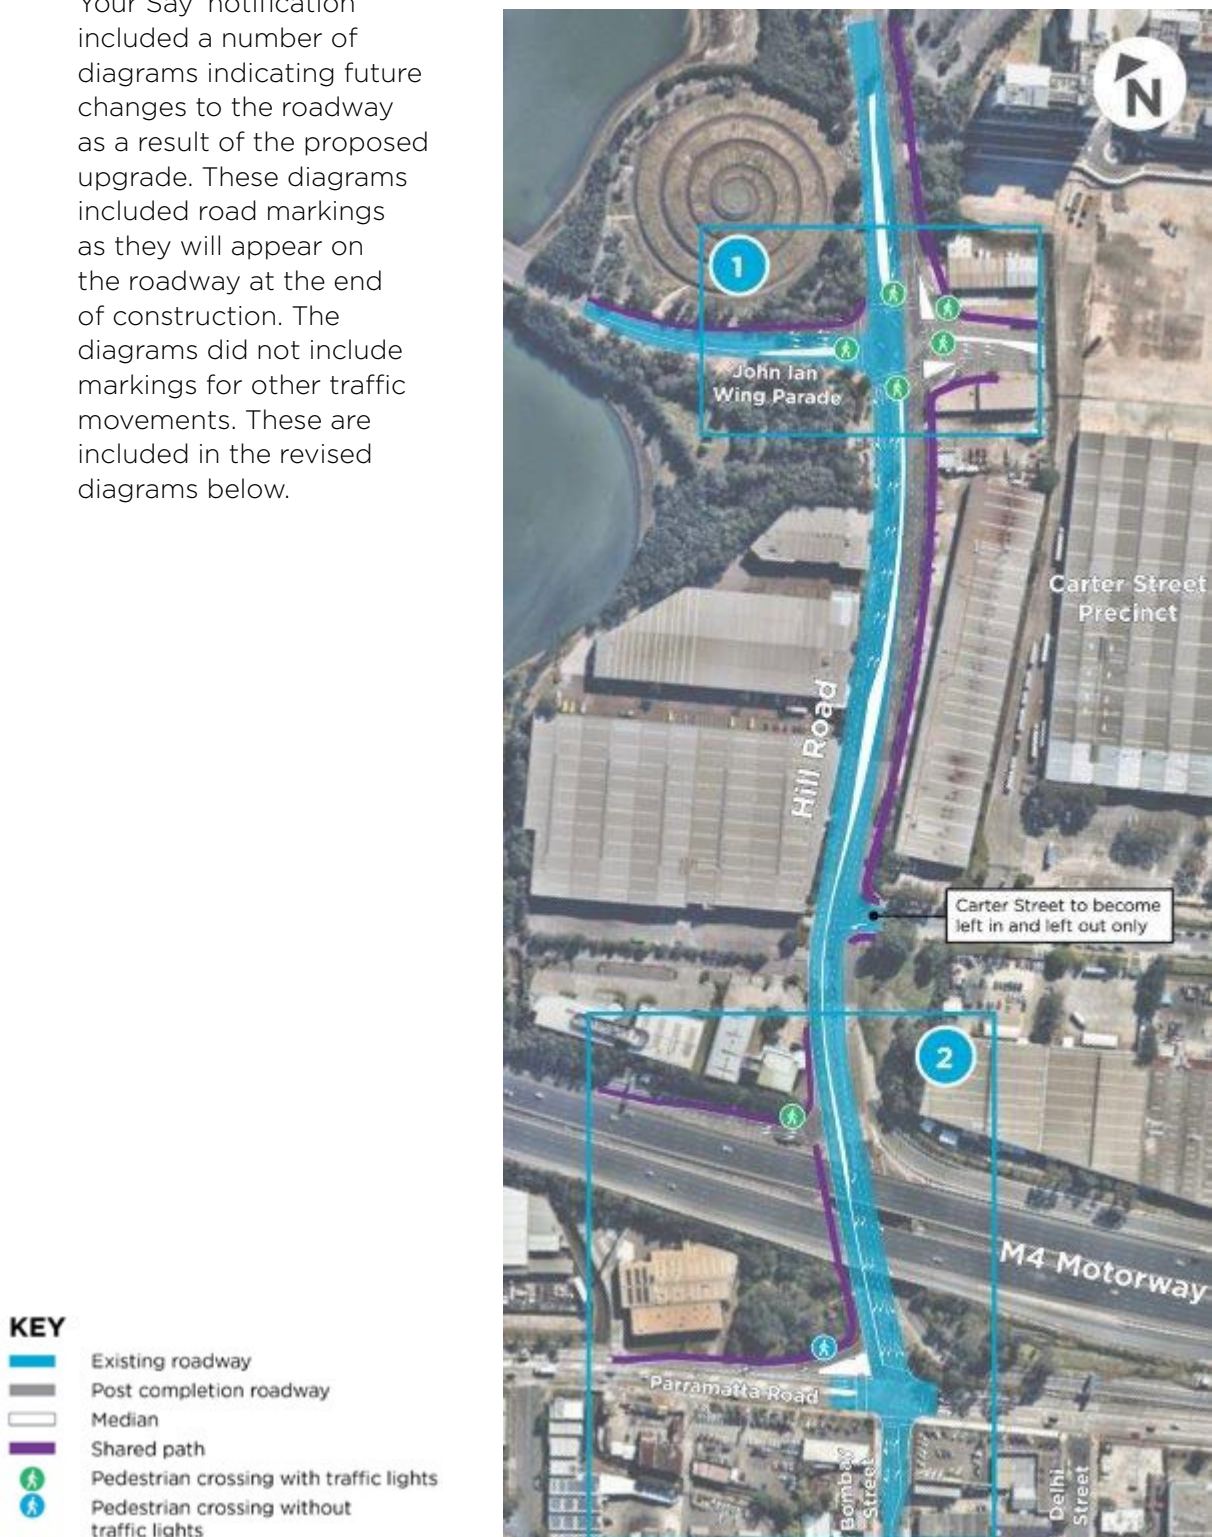 Your Say' notification
included a number of
diagrams indicating future
changes to the roadway
as a result of the proposed
upgrade. These diagrams
included road markings
as they will appear on
the roadway at the end
of construction. The
diagrams did not include
markings for other traffic
movements. These are
included in the revised
diagrams below.
N
1
John Ian
Wing Parade
Carter Street
Precinct
Hill Road
Carter Street to become
left in and left out only
2
M4 Motorway
Parramatta Road
Bombay
Street
Delhi
Street
KEY
Existing roadway
Post completion roadway
Median
Shared path
Pedestrian crossing with traffic lights
Pedestrian crossing without
traffic lights